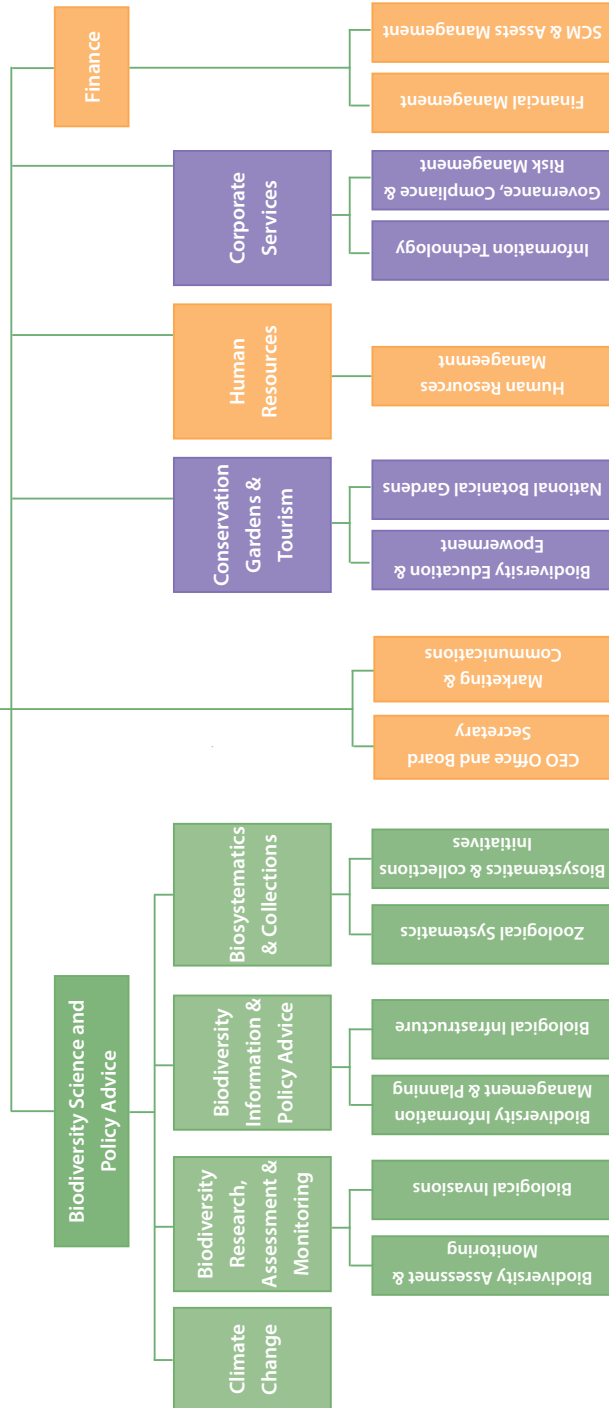 Biodiversity Science and
Policy Advice
Finance
Climate
Change
Biodiversity
Research,
Assessment &
Monitoring
Biodiversity
Information &
Policy Advice
Biosystematics
& Collections
Conservation
Gardens &
Tourism
Human
Resources
Corporate
Services
Biodiversity Assessmet &
Monitoring
Biological Invasions
Biodiversity Information
Management & Planning
Biological Infrastructure
Zoological Systematics
Biosystematics & collections
Initiatives
CEO Office and Board
Secretary
Marketing &
Communications
Biodiversity Education &
Epowerment
National Botanical Gardens
Human Resources
Manageemnt
Information Technology
Governance, Compliance &
Risk Management
Financial Management
SCM & Assets Management